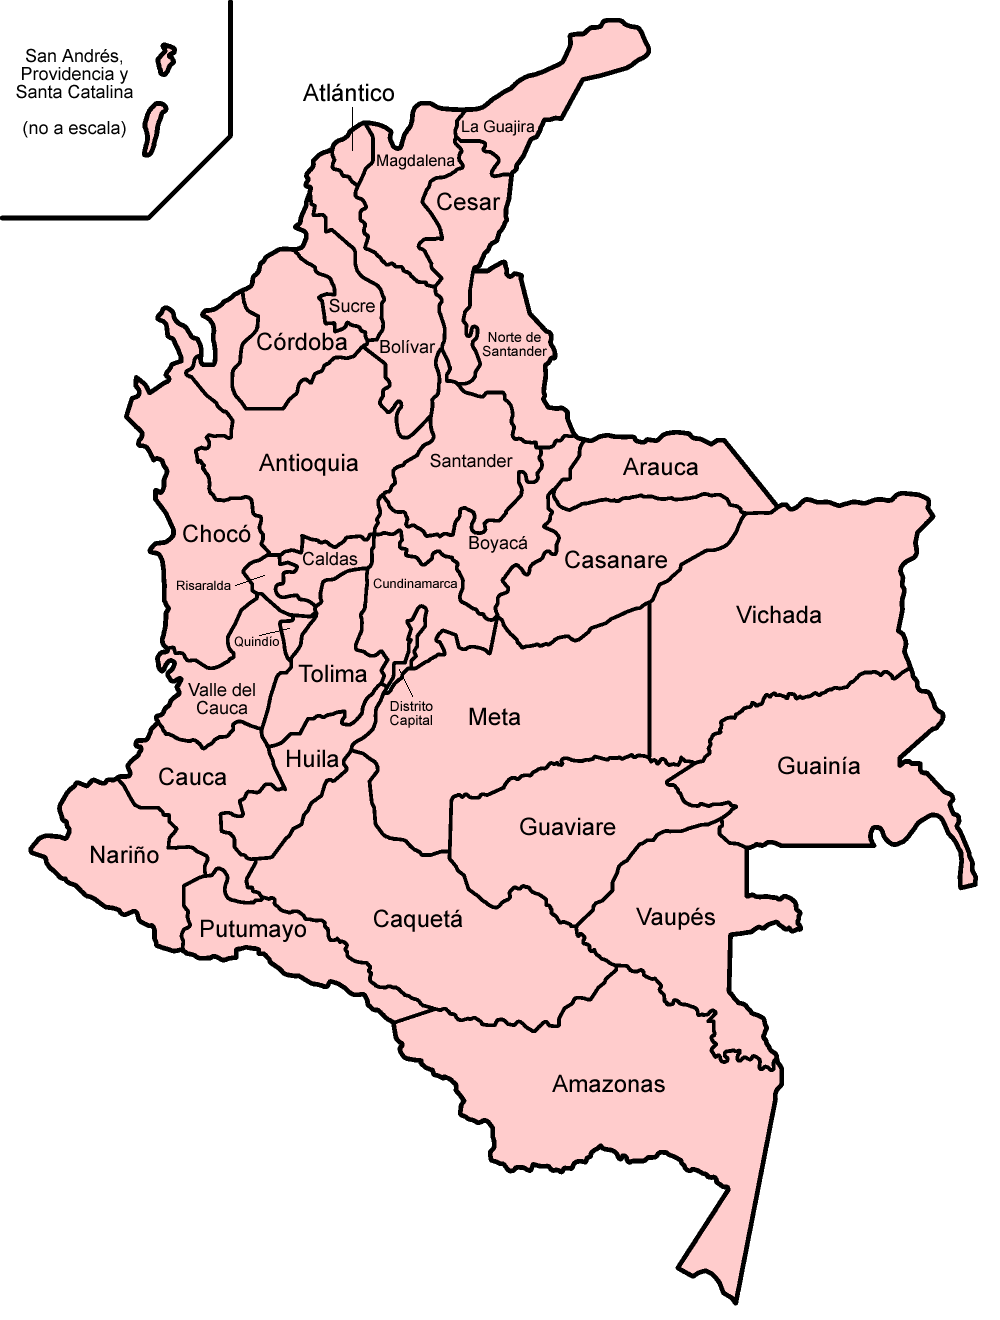 San Andrés,
Providencia y
Santa Catalina
(no a escala)
Atlántico
La Guajira
Magdalena
Cesar
Sucre
Córdoba
Bolívar
Norte de
Santander
Antioquia
Santander
Arauca
Chocó
Boyacá
Caldas
Casanare
Risaralda
Cundinamarca
Vichada
Quindío
Tolima
Valle del
Cauca
Distrito
Capital
Meta
Huila
Cauca
Guainía
Guaviare
Nariño
Caquetá
Vaupés
Putumayo
Amazonas